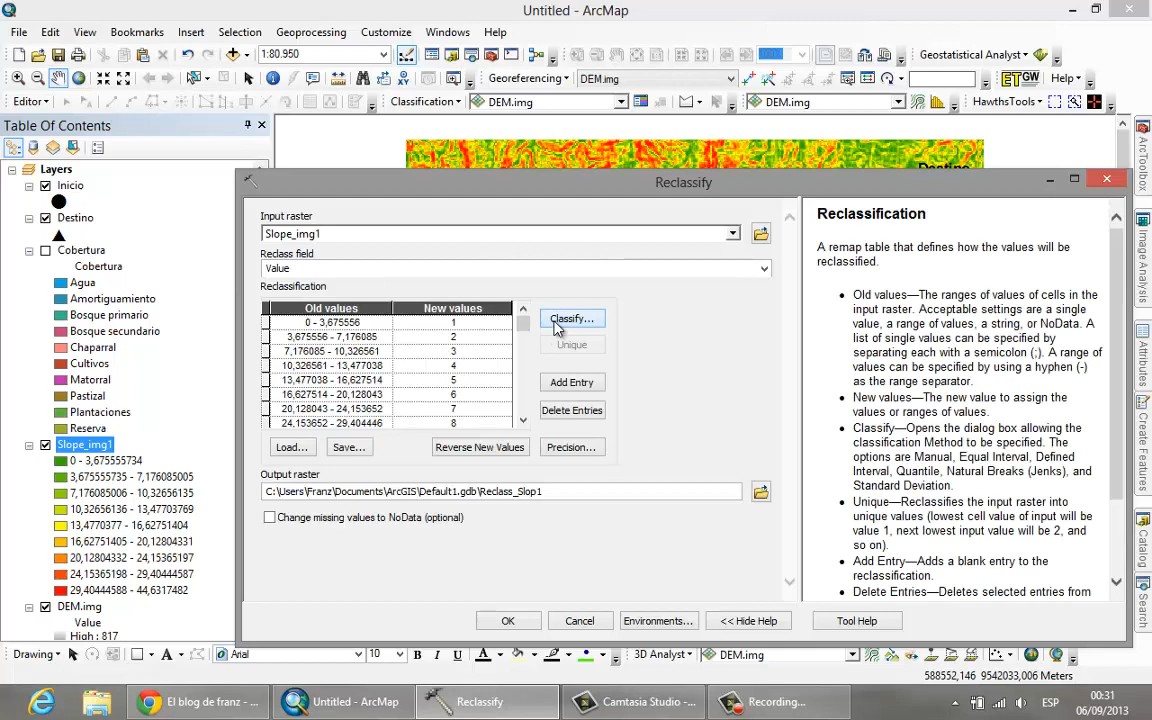 Untitled - ArcMap
File Edit View Bookmarks Insert Selection Geoprocessing Customize Windows Help
1:80.950
Geostatistical Analyst
Georeferencing DEM.img
ETGW Help
Editor
Classification DEM.img
DEM.img
HawthsTools
Table Of Contents
Layers
Inicio
Destino
Cobertura
Cobertura
Agua
Amortiguamiento
Bosque primario
Bosque secundario
Chaparral
Cultivos
Matorral
Pastizal
Plantaciones
Reserva
Slope_img1
0 - 3,675555734
3,675555735 - 7,176085005
7,176085006 - 10,32656135
10,32656136 - 13,47703769
13,4770377 - 16,62751404
16,62751405 - 20,12804331
20,12804332 - 24,15365197
24,15365198 - 29,40444587
29,40444588 - 44,6317482
DEM.img
Value
High : 817
Destino
Reclassify
Input raster
Slope_img1
Reclass field
Value
Reclassification
Old values New values
0 - 3,675556 1
3,675556 - 7,176085 2
7,176085 - 10,326561 3
10,326561 - 13,477038 4
13,477038 - 16,627514 5
16,627514 - 20,128043 6
20,128043 - 24,153652 7
24,153652 - 29,404446 8
Classify...
Unique
Add Entry
Delete Entries
Load... Save... Reverse New Values Precision...
Output raster
C:\Users\Franz\Documents\ArcGIS\Default1.gdb\Reclass_Slop1
Change missing values to NoData (optional)
OK Cancel Environments... << Hide Help Tool Help
Reclassification
A remap table that defines how the values will be
reclassified.
Old values—The ranges of values of cells in the
input raster. Acceptable settings are a single
value, a range of values, a string, or NoData. A
list of single values can be specified by
separating each with a semicolon (;). A range of
values can be specified by using a hyphen (-)
as the range separator.
New values—The new value to assign the
values or ranges of values.
Classify—Opens the dialog box allowing the
classification Method to be specified. The
options are Manual, Equal Interval, Defined
Interval, Quantile, Natural Breaks (Jenks), and
Standard Deviation.
Unique—Reclassifies the input raster into
unique values (lowest cell value of input will be
value 1, next lowest input value will be 2, and
so on).
Add Entry—Adds a blank entry to the
reclassification.
Delete Entries—Deletes selected entries from
ArcToolbox
Image Analysis
Attributes
Create Features
Catalog
Search
Drawing Arial 10 B I U A 3D Analyst DEM.img
588552,146 9542033,006 Meters
El blog de franz - ... Untitled - ArcMap Reclassify Camtasia Studio - ... Recording...
ESP
00:31
06/09/2013